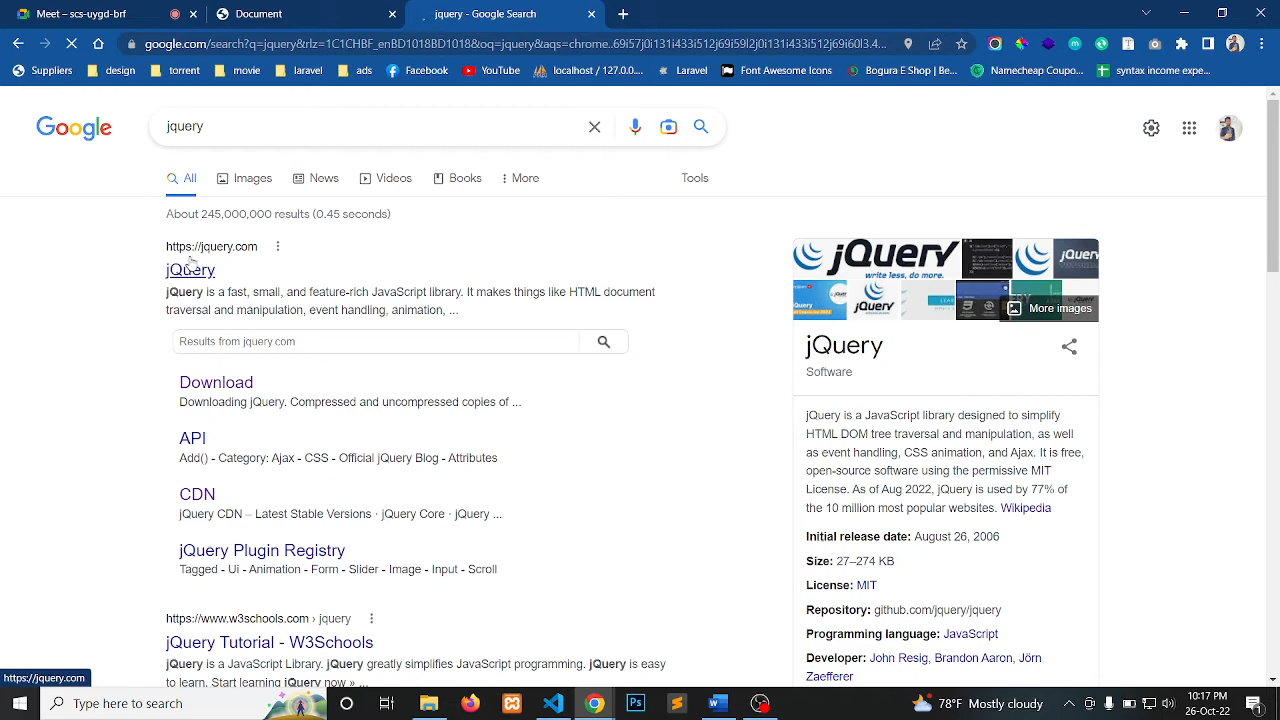 Meet – scs-uygd-brf
Document
jquery - Google Search
google.com/search?q=jquery&rlz=1C1CHBF_enBD1018BD1018&oq=jquery&aqs=chrome..69i57j0i131i433i512j69i59l2j0i131i433i512j69i60l3.4...
Suppliers
design
torrent
movie
laravel
ads
Facebook
YouTube
localhost / 127.0....
Laravel
Font Awesome Icons
Bogura E Shop | Be...
Namecheap Coupo...
syntax income expe...
Google
jquery
All
Images
News
Videos
Books
More
Tools
About 245,000,000 results (0.45 seconds)
https://jquery.com
jQuery
jQuery is a fast, small, and feature-rich JavaScript library. It makes things like HTML document
traversal and manipulation, event handling, animation, ...
Results from jquery.com
Download
Downloading jQuery. Compressed and uncompressed copies of ...
API
Add() - Category: Ajax - CSS - Official jQuery Blog - Attributes
CDN
jQuery CDN – Latest Stable Versions · jQuery Core · jQuery ...
jQuery Plugin Registry
Tagged - Ui - Animation - Form - Slider - Image - Input - Scroll
https://www.w3schools.com › jquery
jQuery Tutorial - W3Schools
jQuery is a JavaScript Library. jQuery greatly simplifies JavaScript programming. jQuery is easy
to learn. Start learning jQuery now » ...
jQuery
write less, do more.
jQuery
jQuery
jQuery
More images
jQuery
Software
jQuery is a JavaScript library designed to simplify
HTML DOM tree traversal and manipulation, as well
as event handling, CSS animation, and Ajax. It is free,
open-source software using the permissive MIT
License. As of Aug 2022, jQuery is used by 77% of
the 10 million most popular websites. Wikipedia
Initial release date: August 26, 2006
Size: 27–274 KB
License: MIT
Repository: github.com/jquery/jquery
Programming language: JavaScript
Developer: John Resig, Brandon Aaron, Jörn
Zaefferer
https://jquery.com
Type here to search
Ps
78°F Mostly cloudy
10:17 PM
26-Oct-22